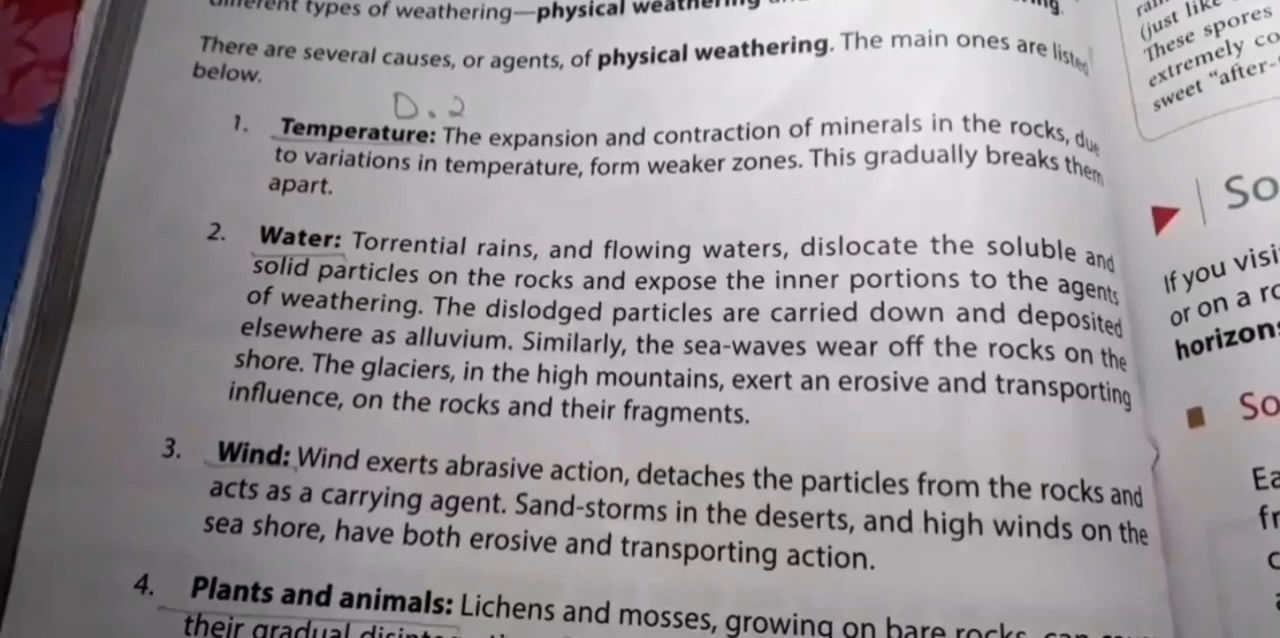 different types of weathering—physical weathering
There are several causes, or agents, of physical weathering. The main ones are listed
below.
D.2
1. Temperature: The expansion and contraction of minerals in the rocks, due
to variations in temperature, form weaker zones. This gradually breaks them
apart.
2. Water: Torrential rains, and flowing waters, dislocate the soluble and
solid particles on the rocks and expose the inner portions to the agents
of weathering. The dislodged particles are carried down and deposited
elsewhere as alluvium. Similarly, the sea-waves wear off the rocks on the
shore. The glaciers, in the high mountains, exert an erosive and transporting
influence, on the rocks and their fragments.
3. Wind: Wind exerts abrasive action, detaches the particles from the rocks and
acts as a carrying agent. Sand-storms in the deserts, and high winds on the
sea shore, have both erosive and transporting action.
4. Plants and animals: Lichens and mosses, growing on bare rocks, can
their gradual
(just like
These spores
extremely co
sweet "after-
So
If you visi
or on a ro
horizons
So
Ea
fr